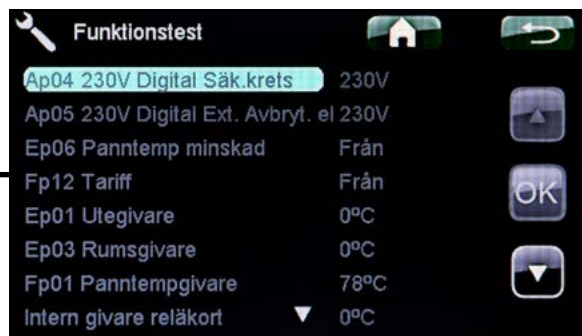 Funktionstest
Ap04 230V Digital Säk.krets 230V
Ap05 230V Digital Ext. Avbryt. el 230V
Ep06 Panntemp minskad Från
Fp12 Tariff Från
Ep01 Utegivare 0ºC
Ep03 Rumsgivare 0ºC
Fp01 Panntempgivare 78ºC
Intern givare reläkort 0ºC
OK